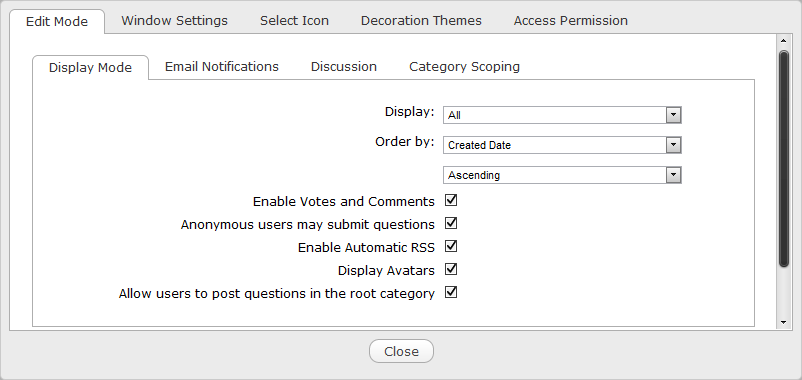 Edit Mode Window Settings Select Icon Decoration Themes Access Permission
Display Mode Email Notifications Discussion Category Scoping
Display: All
Order by: Created Date
Ascending
Enable Votes and Comments
Anonymous users may submit questions
Enable Automatic RSS
Display Avatars
Allow users to post questions in the root category
Close